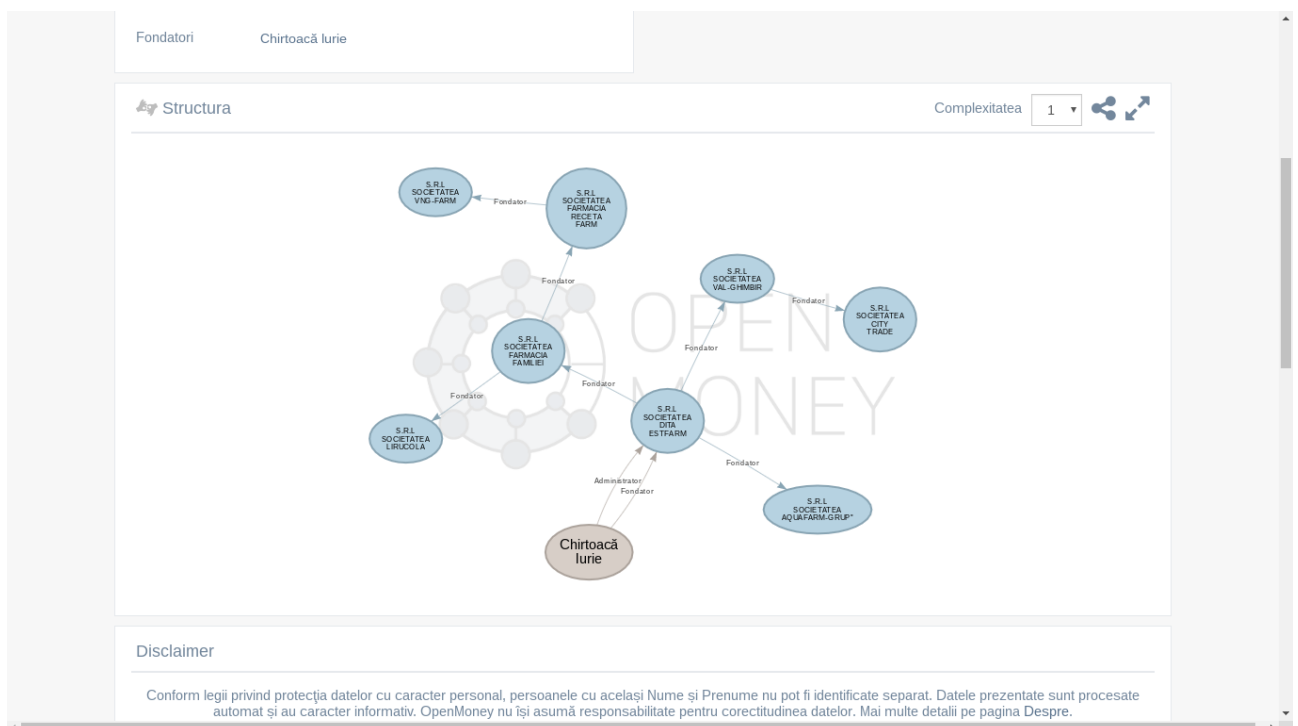 Fondatori
Chirtoacă Iurie
Structura
Complexitatea
1
S.R.L
SOCIETATEA
VNG-FARM
Fondator
S.R.L
SOCIETATEA
FARMACIA
RECETA
FARM
Fondator
S.R.L
SOCIETATEA
VAL-GHIMBIR
Fondator
S.R.L
SOCIETATEA
CITY
TRADE
OPEN
MONEY
S.R.L
SOCIETATEA
FARMACIA
FAMILIEI
Fondator
Fondator
Fondator
S.R.L
SOCIETATEA
LIRUCOLA
S.R.L
SOCIETATEA
DITA
ESTFARM
Fondator
Administrator
Fondator
S.R.L
SOCIETATEA
AQUAFARM-GRUP"
Chirtoacă
Iurie
Disclaimer
Conform legii privind protecţia datelor cu caracter personal, persoanele cu același Nume și Prenume nu pot fi identificate separat. Datele prezentate sunt procesate
automat și au caracter informativ. OpenMoney nu își asumă responsabilitate pentru corectitudinea datelor. Mai multe detalii pe pagina Despre.